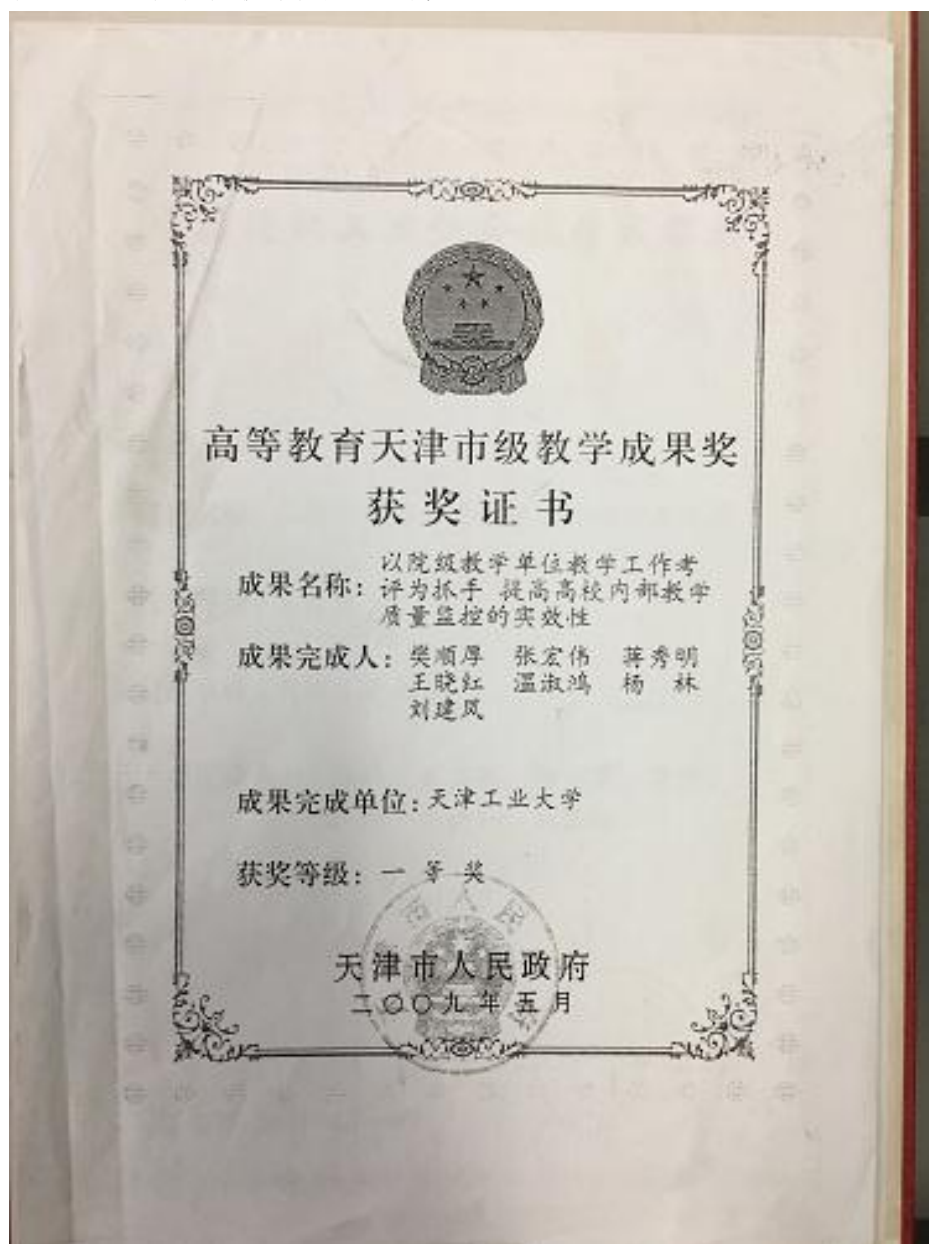 高等教育天津市级教学成果奖
获奖证书
成果名称：以院级教学单位教学工作考
评为抓手 提高高校内部教学
质量监控的实效性
成果完成人：樊顺厚 张宏伟 蒋秀明
王晓红 温淑鸿 杨林
刘建凤
成果完成单位：天津工业大学
获奖等级：一等奖
天津市人民政府
二〇〇九年五月